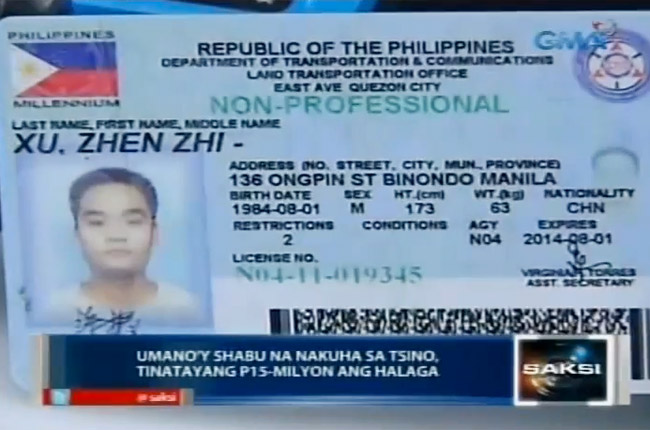 PHILIPPINES
MILLENNIUM
REPUBLIC OF THE PHILIPPINES
DEPARTMENT OF TRANSPORTATION & COMMUNICATIONS
LAND TRANSPORTATION OFFICE
EAST AVE QUEZON CITY
GMA
NON-PROFESSIONAL
LAST NAME, FIRST NAME, MIDDLE NAME
XU, ZHEN ZHI -
ADDRESS (NO. STREET, CITY, MUN., PROVINCE)
136 ONGPIN ST BINONDO MANILA
BIRTH DATE SEX HT.(cm) WT.(kg) NATIONALITY
1984-08-01 M 173 63 CHN
RESTRICTIONS CONDITIONS AGY EXPIRES
2 N04 2014-08-01
LICENSE NO.
N04-11-019345
VIRGINIA TORRES
ASST. SECRETARY
UMANO'Y SHABU NA NAKUHA SA TSINO,
TINATAYANG P15-MILYON ANG HALAGA
SAKSI
@saksi